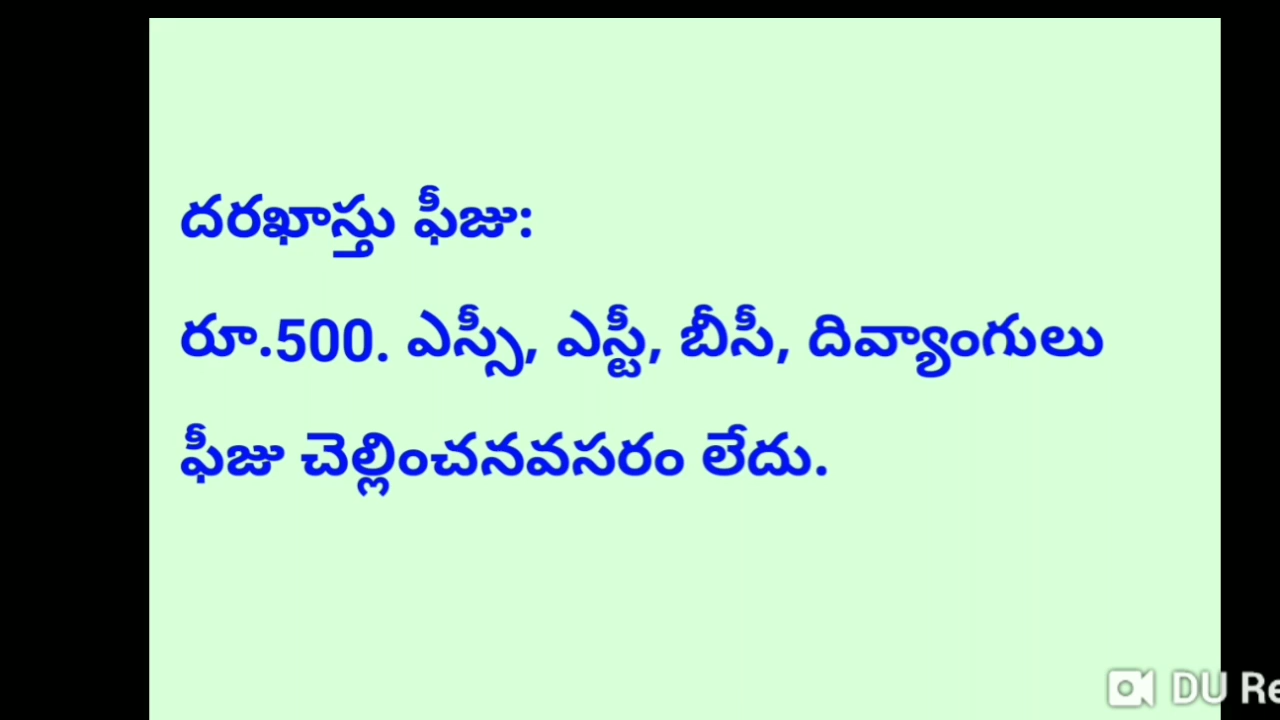 దరఖాస్తు ఫీజు:
రూ.500. ఎస్సీ, ఎస్టీ, బీసీ, దివ్యాంగులు
ఫీజు చెల్లించనవసరం లేదు.
DU Re